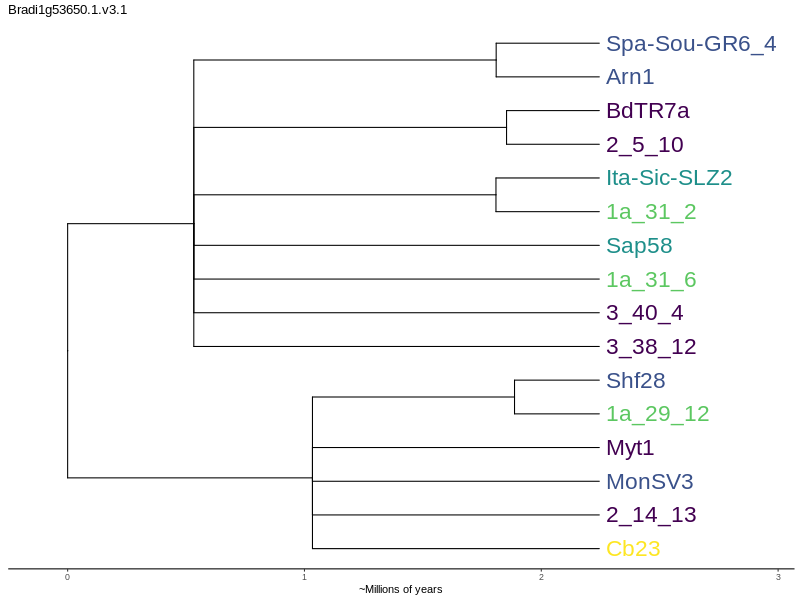 Bradi1g53650.1.v3.1
Spa-Sou-GR6_4
Arn1
BdTR7a
2_5_10
Ita-Sic-SLZ2
1a_31_2
Sap58
1a_31_6
3_40_4
3_38_12
Shf28
1a_29_12
Myt1
MonSV3
2_14_13
Cb23
0 1 2 3
~Millions of years